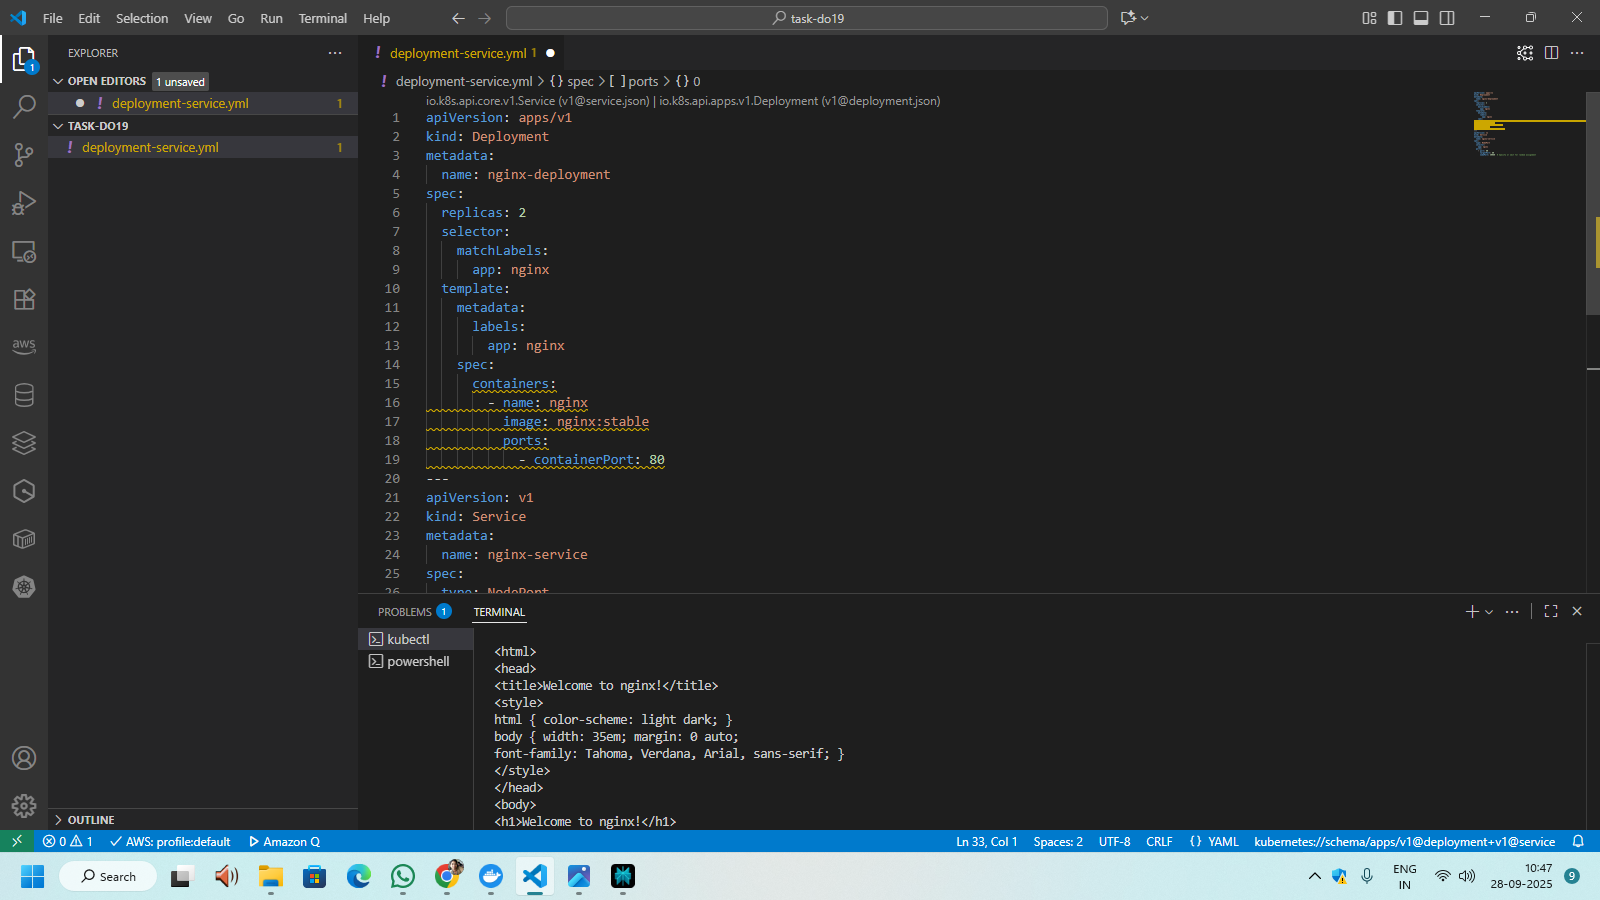 File Edit Selection View Go Run Terminal Help
task-do19
EXPLORER
OPEN EDITORS 1 unsaved
! deployment-service.yml 1
TASK-DO19
! deployment-service.yml 1
! deployment-service.yml 1
! deployment-service.yml > {} spec > [ ] ports > {} 0
io.k8s.api.core.v1.Service (v1@service.json) | io.k8s.api.apps.v1.Deployment (v1@deployment.json)
1 apiVersion: apps/v1
2 kind: Deployment
3 metadata:
4 name: nginx-deployment
5 spec:
6 replicas: 2
7 selector:
8 matchLabels:
9 app: nginx
10 template:
11 metadata:
12 labels:
13 app: nginx
14 spec:
15 containers:
16 - name: nginx
17 image: nginx:stable
18 ports:
19 - containerPort: 80
20 ---
21 apiVersion: v1
22 kind: Service
23 metadata:
24 name: nginx-service
25 spec:
26 type: NodePort
PROBLEMS 1 TERMINAL
kubectl
powershell
<html>
<head>
<title>Welcome to nginx!</title>
<style>
html { color-scheme: light dark; }
body { width: 35em; margin: 0 auto;
font-family: Tahoma, Verdana, Arial, sans-serif; }
</style>
</head>
<body>
<h1>Welcome to nginx!</h1>
aws
1
OUTLINE
0 1 AWS: profile:default Amazon Q
Ln 33, Col 1 Spaces: 2 UTF-8 CRLF {} YAML kubernetes://schema/apps/v1@deployment+v1@service
Search
ENG
IN
10:47
28-09-2025
9